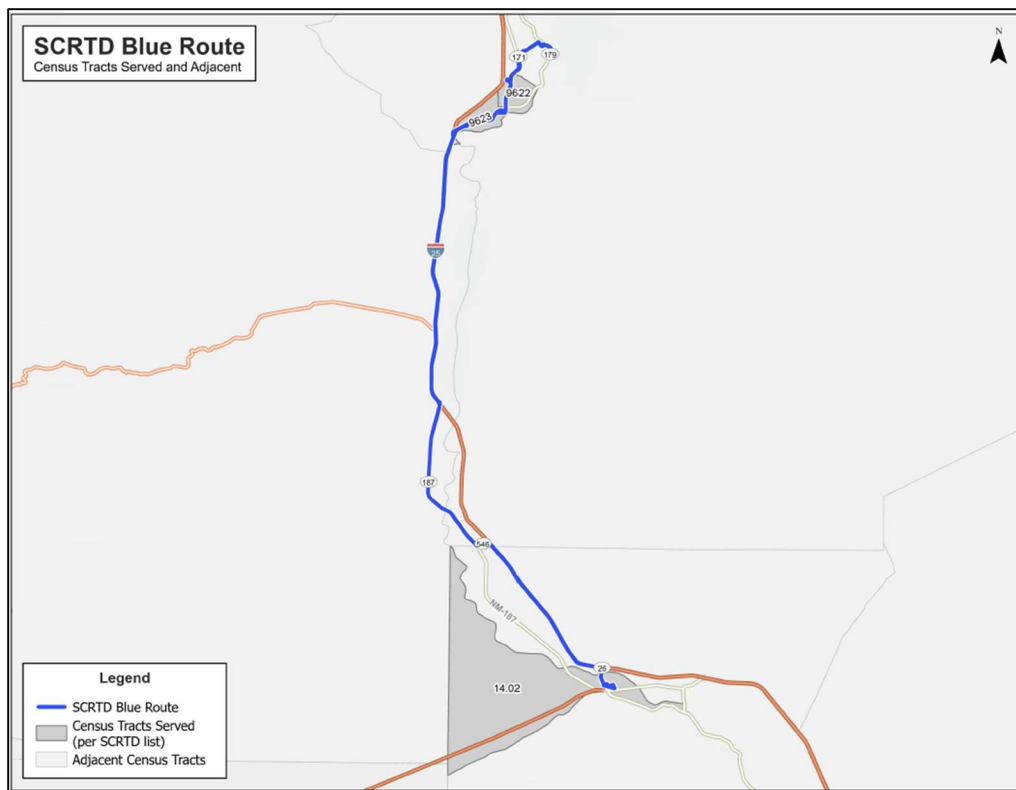 SCRTD Blue Route
Census Tracts Served and Adjacent
N
171
179
9622
9623
25
187
546
NM-187
26
14.02
Legend
SCRTD Blue Route
Census Tracts Served
(per SCRTD list)
Adjacent Census Tracts